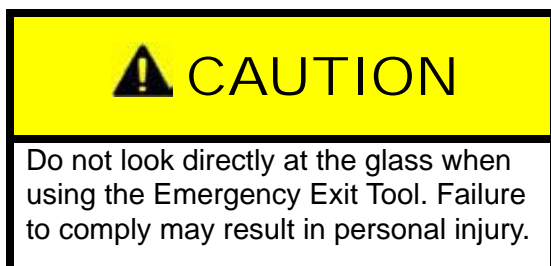 CAUTION
Do not look directly at the glass when
using the Emergency Exit Tool. Failure
to comply may result in personal injury.